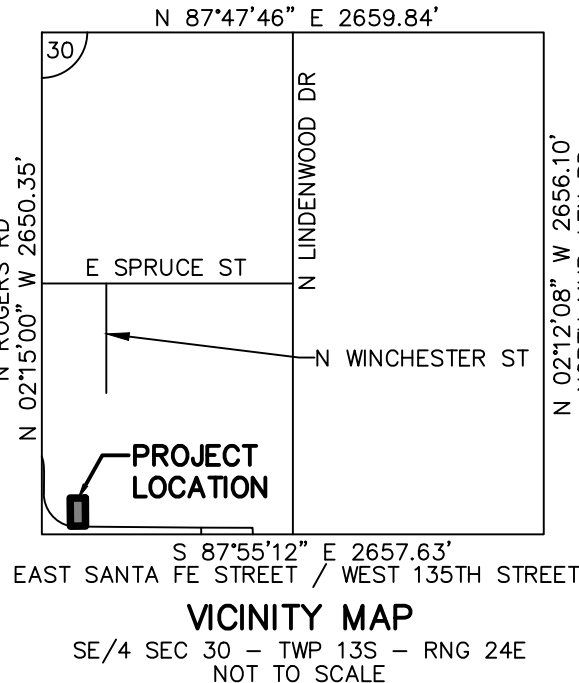 N 87°47'46" E 2659.84'
30
N LINDENWOOD DR
N ROGERS RD
N 02°15'00" W 2650.35'
N 02°12'08" W 2656.10'
E SPRUCE ST
N WINCHESTER ST
PROJECT
LOCATION
S 87°55'12" E 2657.63'
EAST SANTA FE STREET / WEST 135TH STREET
VICINITY MAP
SE/4 SEC 30 – TWP 13S – RNG 24E
NOT TO SCALE